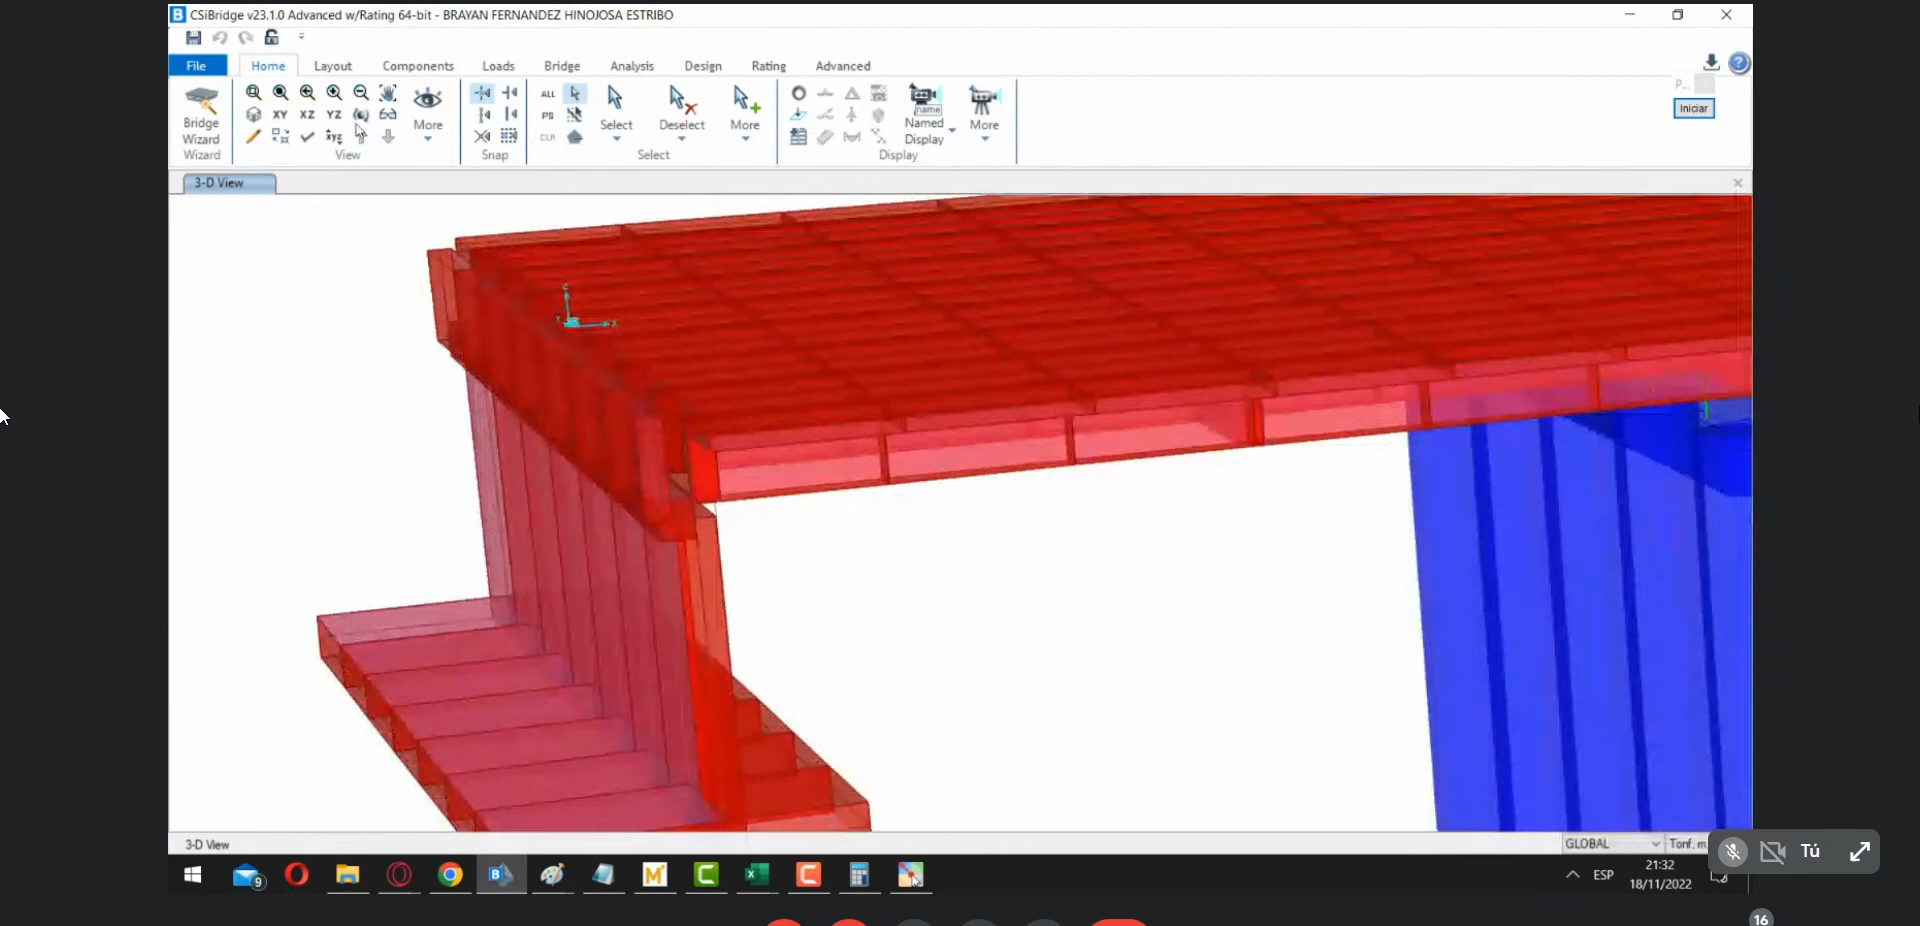 CSiBridge v23.1.0 Advanced w/Rating 64-bit - BRAYAN FERNANDEZ HINOJOSA ESTRIBO
File Home Layout Components Loads Bridge Analysis Design Rating Advanced
P...
Iniciar
Bridge
Wizard
Wizard
XY XZ YZ
xyz
More
View
Snap
ALL
PS
CLR
Select
Deselect
More
Select
name
Named
Display
More
Display
3-D View
Z
Y
X
3-D View
GLOBAL
Tonf, m,
Tú
9
ESP
21:32
18/11/2022
16